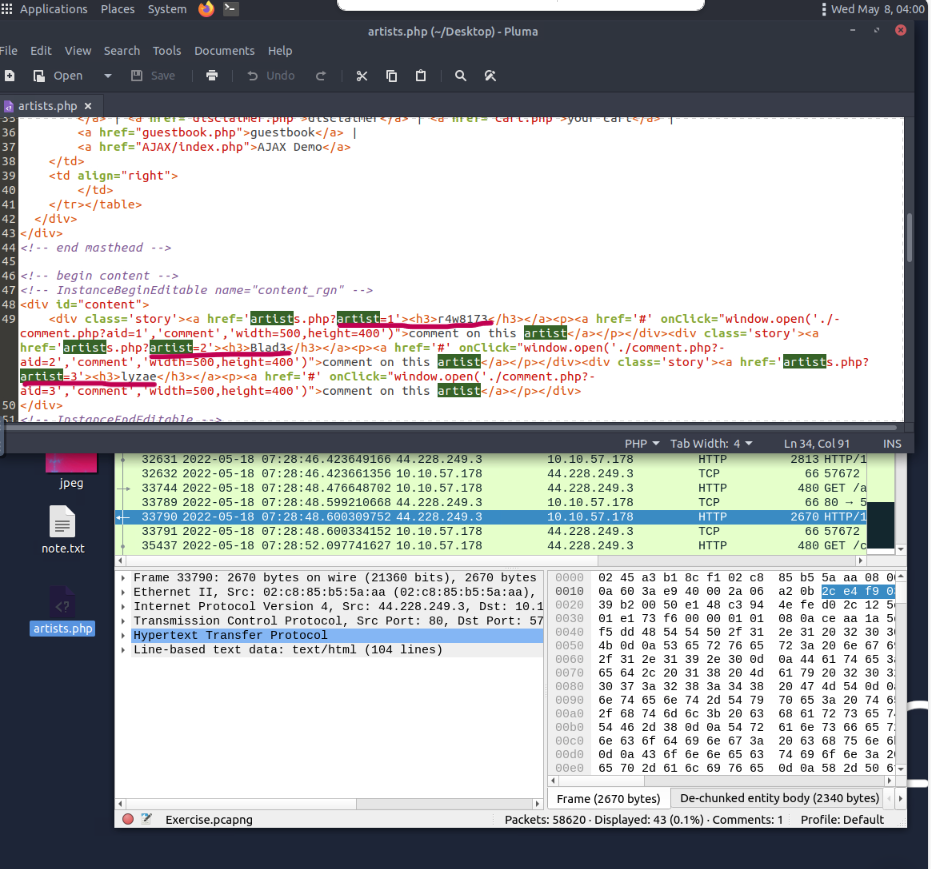 Applications Places System Wed May 8, 04:00
artists.php (~/Desktop) - Pluma
File Edit View Search Tools Documents Help
Open Save Undo
artists.php
35 </a> | <a href="disclaimer.php">disclaimer</a> | <a href="cart.php">your cart</a> |
36 <a href="guestbook.php">guestbook</a> |
37 <a href="AJAX/index.php">AJAX Demo</a>
38 </td>
39 <td align="right">
40 </td>
41 </tr></table>
42 </div>
43 </div>
44 <!-- end masthead -->
45
46 <!-- begin content -->
47 <!-- InstanceBeginEditable name="content_rgn" -->
48 <div id="content">
49 <div class='story'><a href='artists.php?artist=1'><h3>r4w8173</h3></a><p><a href='#' onClick="window.open('./-
comment.php?aid=1','comment','width=500,height=400')">comment on this artist</a></p></div><div class='story'><a
href='artists.php?artist=2'><h3>Blad3</h3></a><p><a href='#' onClick="window.open('./comment.php?-
aid=2','comment','width=500,height=400')">comment on this artist</a></p></div><div class='story'><a href='artists.php?
artist=3'><h3>lyzae</h3></a><p><a href='#' onClick="window.open('./comment.php?-
aid=3','comment','width=500,height=400')">comment on this artist</a></p></div>
50 </div>
51 <!-- InstanceEndEditable -->
PHP Tab Width: 4 Ln 34, Col 91 INS
jpeg
note.txt
artists.php
32631 2022-05-18 07:28:46.423649166 44.228.249.3 10.10.57.178 HTTP 2813 HTTP/1
32632 2022-05-18 07:28:46.423661356 10.10.57.178 44.228.249.3 TCP 66 57672
33744 2022-05-18 07:28:48.476648702 10.10.57.178 44.228.249.3 HTTP 480 GET /a
33789 2022-05-18 07:28:48.599210668 44.228.249.3 10.10.57.178 TCP 66 80 → 5
33790 2022-05-18 07:28:48.600309752 44.228.249.3 10.10.57.178 HTTP 2670 HTTP/1
33791 2022-05-18 07:28:48.600334152 10.10.57.178 44.228.249.3 TCP 66 57672
35437 2022-05-18 07:28:52.097741627 10.10.57.178 44.228.249.3 HTTP 480 GET /c
Frame 33790: 2670 bytes on wire (21360 bits), 2670 bytes
Ethernet II, Src: 02:c8:85:b5:5a:aa (02:c8:85:b5:5a:aa),
Internet Protocol Version 4, Src: 44.228.249.3, Dst: 10.1
Transmission Control Protocol, Src Port: 80, Dst Port: 57
Hypertext Transfer Protocol
Line-based text data: text/html (104 lines)
0000 02 45 a3 b1 8c f1 02 c8 85 b5 5a aa 08 00
0010 0a 60 3a e9 40 00 2a 06 a2 0b 2c e4 f9 03
0020 39 b2 00 50 e1 48 c3 94 4e fe d0 2c 12 5
0030 01 e1 73 f6 00 00 01 01 08 0a ce aa 1a 5
0040 f5 dd 48 54 54 50 2f 31 2e 31 20 32 30 30
0050 4b 0d 0a 53 65 72 76 65 72 3a 20 6e 67 69
0060 2f 31 2e 31 39 2e 30 0d 0a 44 61 74 65 3a
0070 65 64 2c 20 31 38 20 4d 61 79 20 32 30 32
0080 30 37 3a 32 38 3a 34 38 20 47 4d 54 0d 0a
0090 6e 74 65 6e 74 2d 54 79 70 65 3a 20 74 65
00a0 2f 68 74 6d 6c 3b 20 63 68 61 72 73 65 74
00b0 54 46 2d 38 0d 0a 54 72 61 6e 73 66 65 72
00c0 6e 63 6f 64 69 6e 67 3a 20 63 68 75 6e 6b
00d0 0d 0a 43 6f 6e 6e 65 63 74 69 6f 6e 3a 20
00e0 65 70 2d 61 6c 69 76 65 0d 0a 58 2d 50 6f
Frame (2670 bytes) De-chunked entity body (2340 bytes)
Exercise.pcapng Packets: 58620 · Displayed: 43 (0.1%) · Comments: 1 Profile: Default